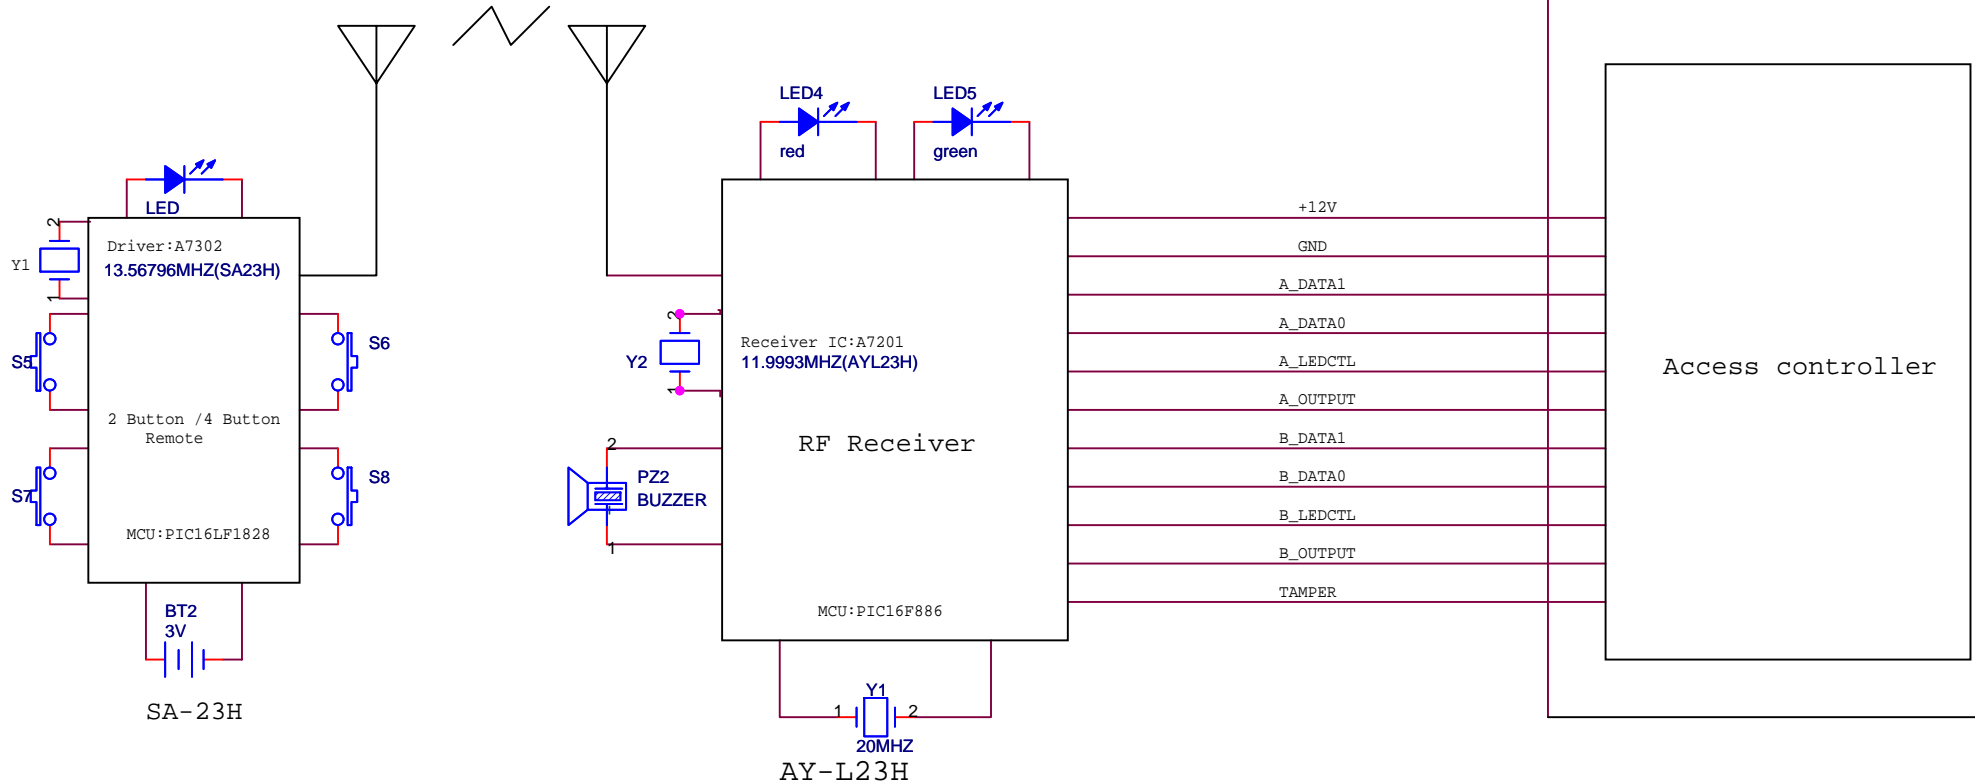 LED4
LED5
red
green
LED
2
Y1
1
Driver:A7302
13.56796MHZ(SA23H)
S5
S6
2 Button /4 Button
Remote
S7
S8
MCU:PIC16LF1828
BT2
3V
SA-23H
2
Y2
1
Receiver IC:A7201
11.9993MHZ(AYL23H)
RF Receiver
2
PZ2
BUZZER
1
MCU:PIC16F886
Y1
1
2
20MHZ
AY-L23H
+12V
GND
A_DATA1
A_DATA0
A_LEDCTL
A_OUTPUT
B_DATA1
B_DATA0
B_LEDCTL
B_OUTPUT
TAMPER
Access controller